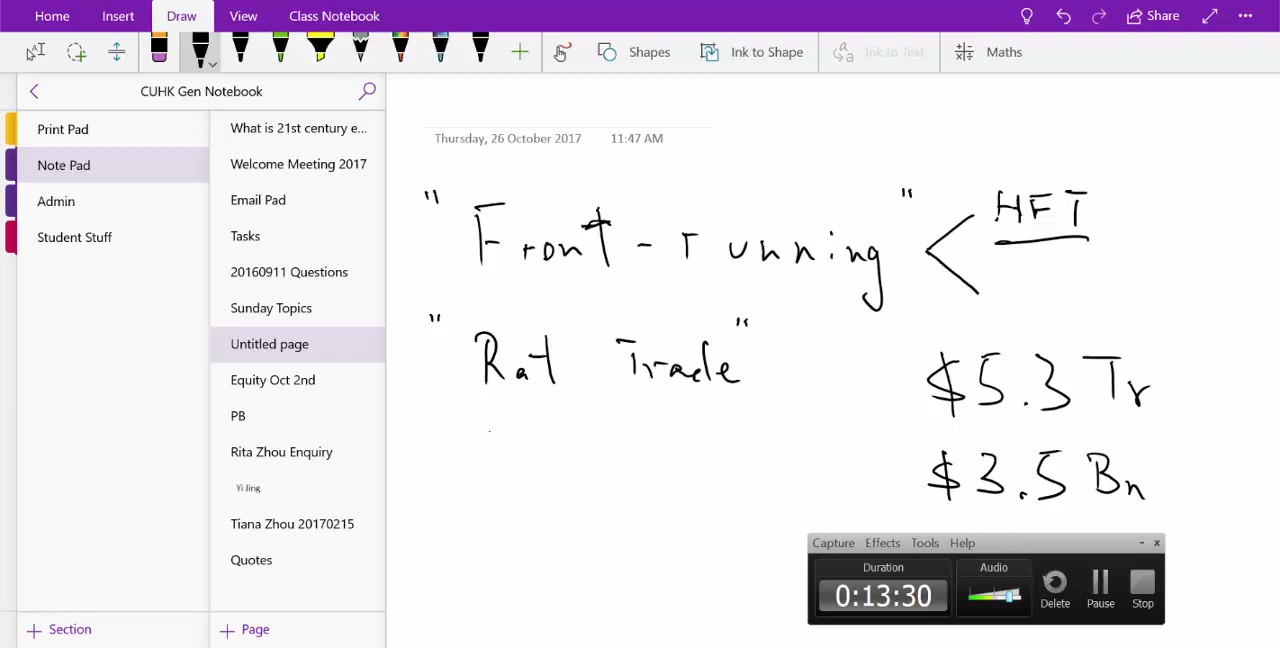 Home Insert Draw View Class Notebook Share
Shapes Ink to Shape Ink to Text Maths
CUHK Gen Notebook
Print Pad
Note Pad
Admin
Student Stuff
What is 21st century e...
Welcome Meeting 2017
Email Pad
Tasks
20160911 Questions
Sunday Topics
Untitled page
Equity Oct 2nd
PB
Rita Zhou Enquiry
Yi Jing
Tiana Zhou 20170215
Quotes
Section
Page
Thursday, 26 October 2017 11:47 AM
"Front-running" < HFT
"Rat Trade"
$5.3 Tr
$3.5 Bn
Capture Effects Tools Help
Duration
0:13:30
Audio
Delete Pause Stop